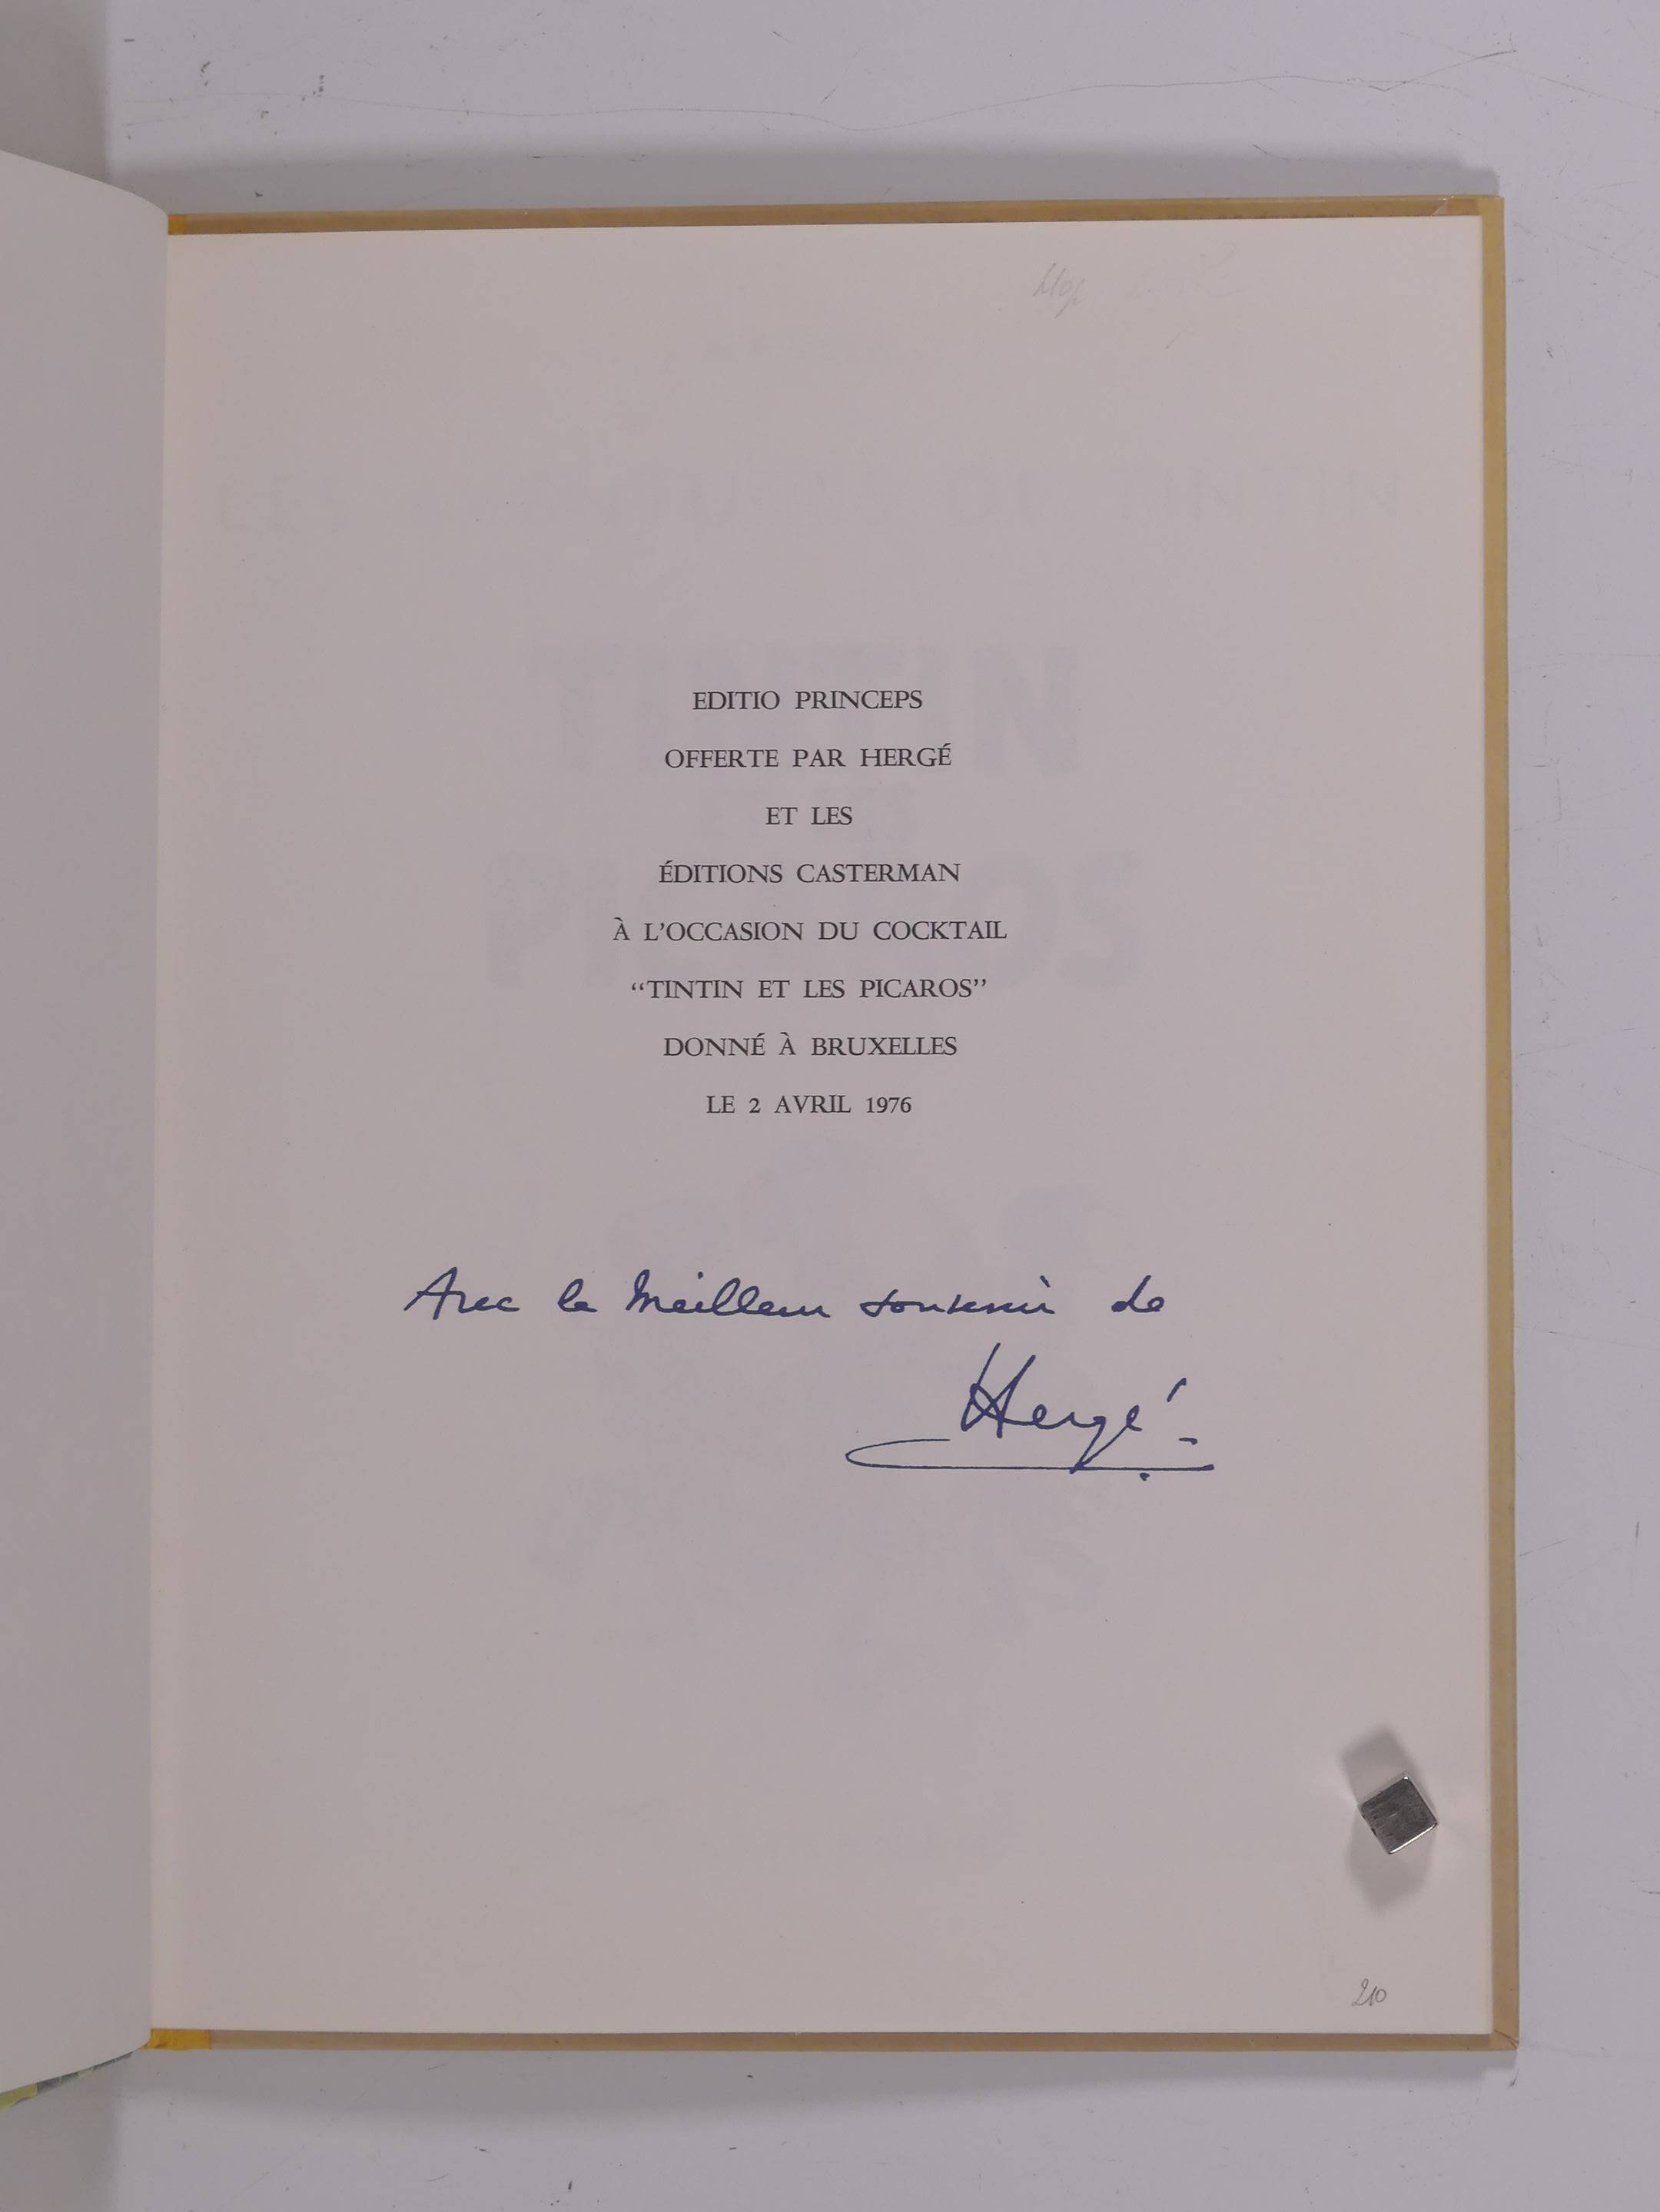 EDITIO PRINCEPS
OFFERTE PAR HERGÉ
ET LES
ÉDITIONS CASTERMAN
À L'OCCASION DU COCKTAIL
“TINTIN ET LES PICAROS”
DONNÉ À BRUXELLES
LE 2 AVRIL 1976
Avec le meilleur souvenir de
Hergé
210